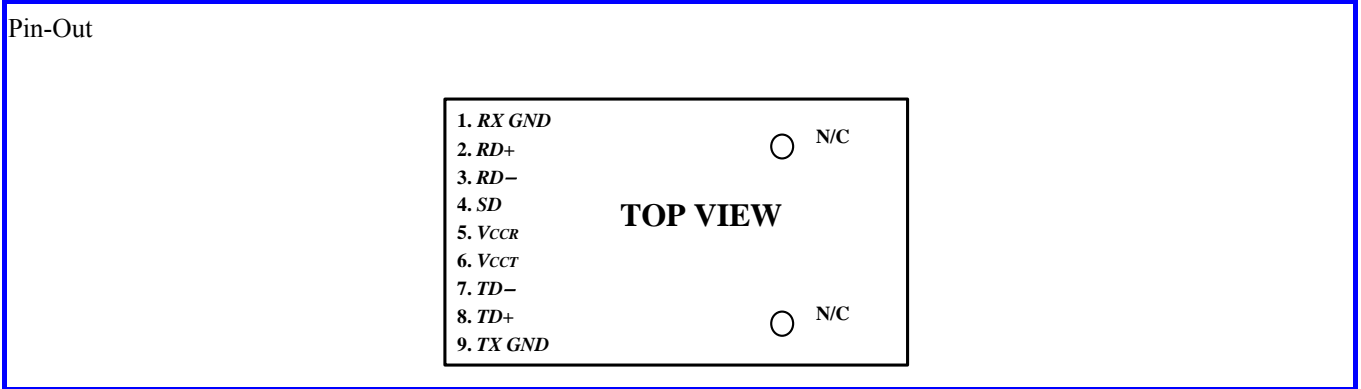 Pin-Out
1. RX GND
2. RD+
N/C
3. RD−
4. SD
TOP VIEW
5. VCCR
6. VCCT
7. TD−
8. TD+
N/C
9. TX GND